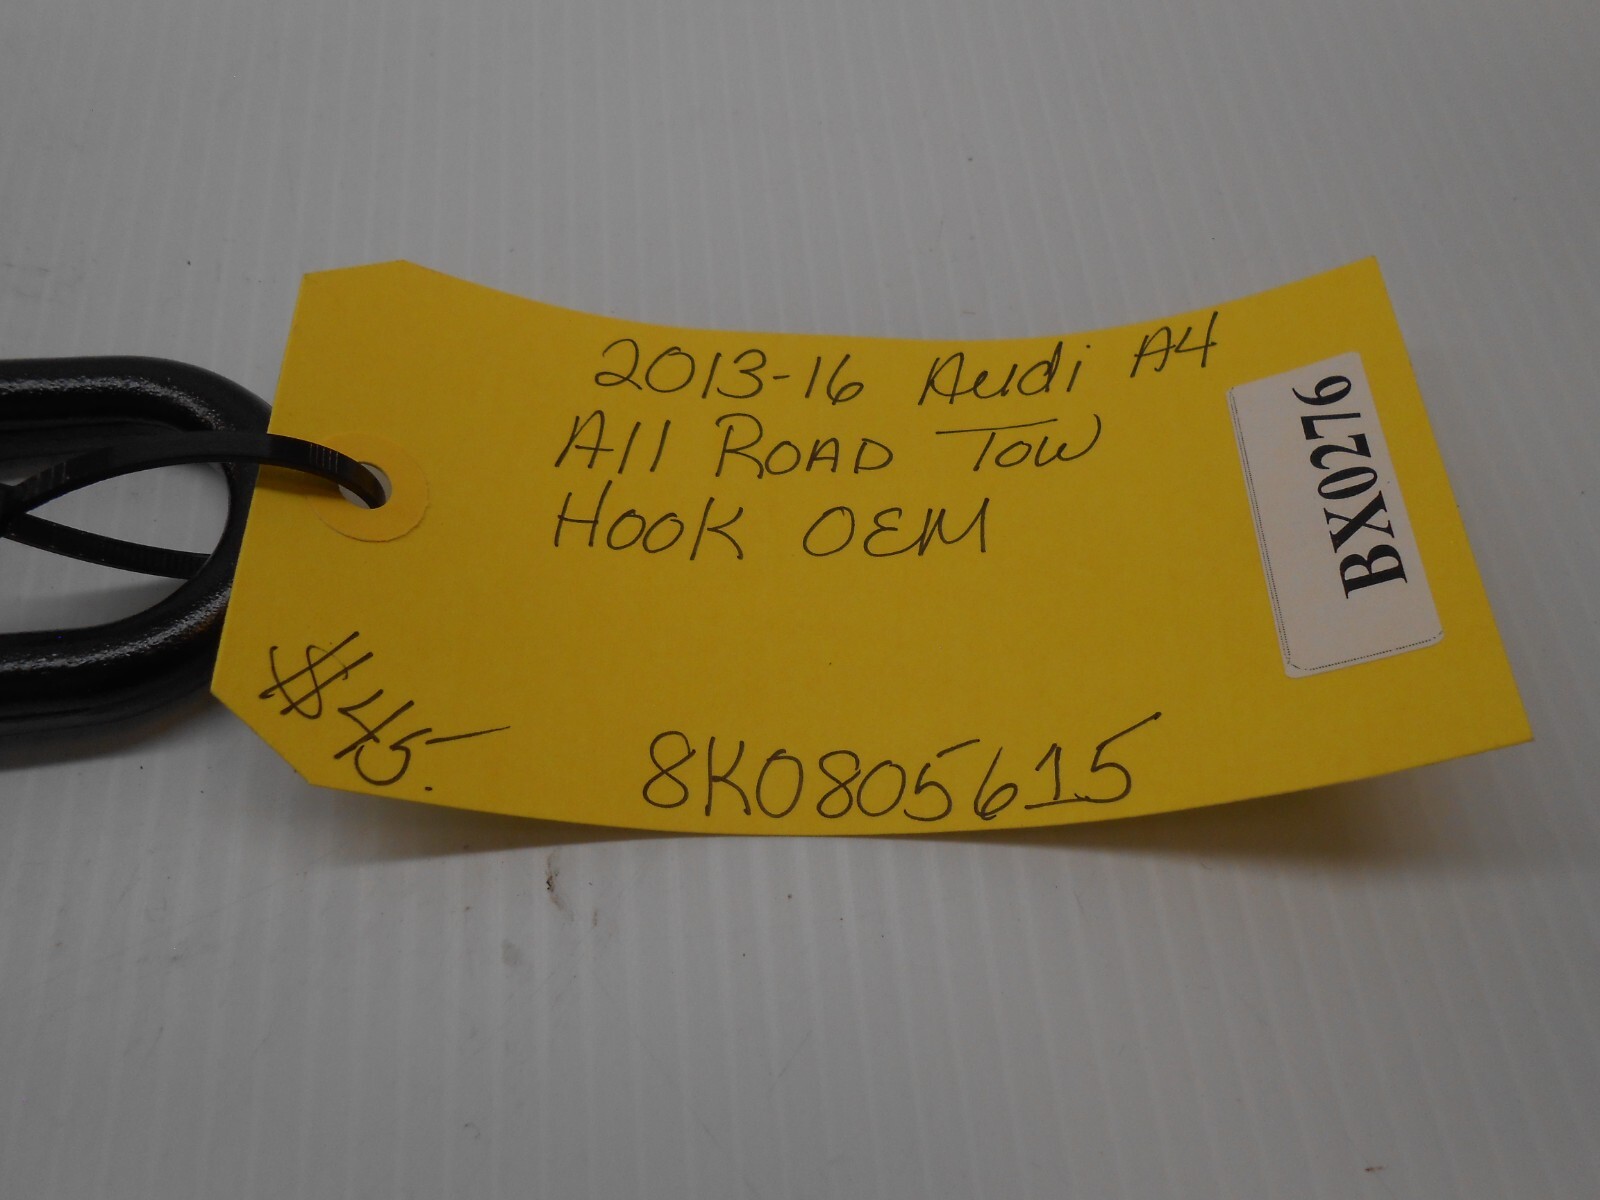 2013-16 Audi A4
All ROAD TOW
HOOK OEM
$45.-
8K0805615
BX0276